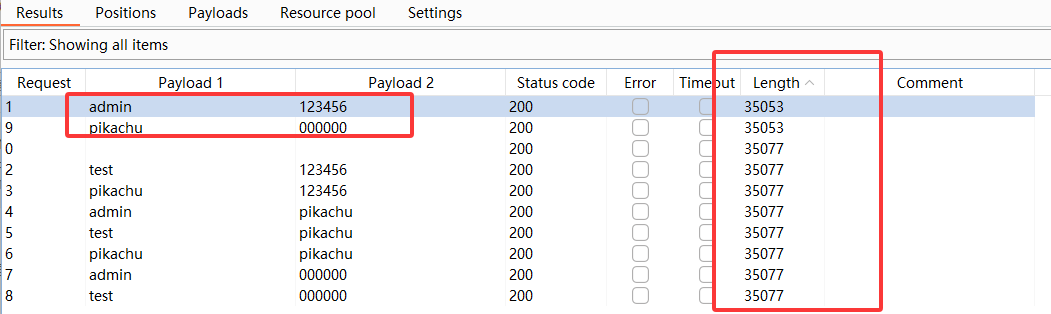 Results Positions Payloads Resource pool Settings
Filter: Showing all items
Request Payload 1 Payload 2 Status code Error Timeout Length Comment
1 admin 123456 200 35053
9 pikachu 000000 200 35053
0 200 35077
2 test 123456 200 35077
3 pikachu 123456 200 35077
4 admin pikachu 200 35077
5 test pikachu 200 35077
6 pikachu pikachu 200 35077
7 admin 000000 200 35077
8 test 000000 200 35077